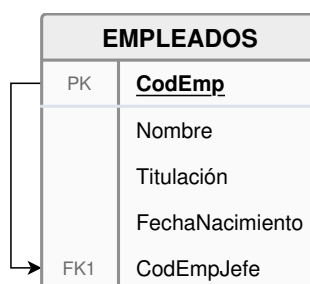 EMPLEADOS
PK CodEmp
Nombre
Titulación
FechaNacimiento
FK1 CodEmpJefe